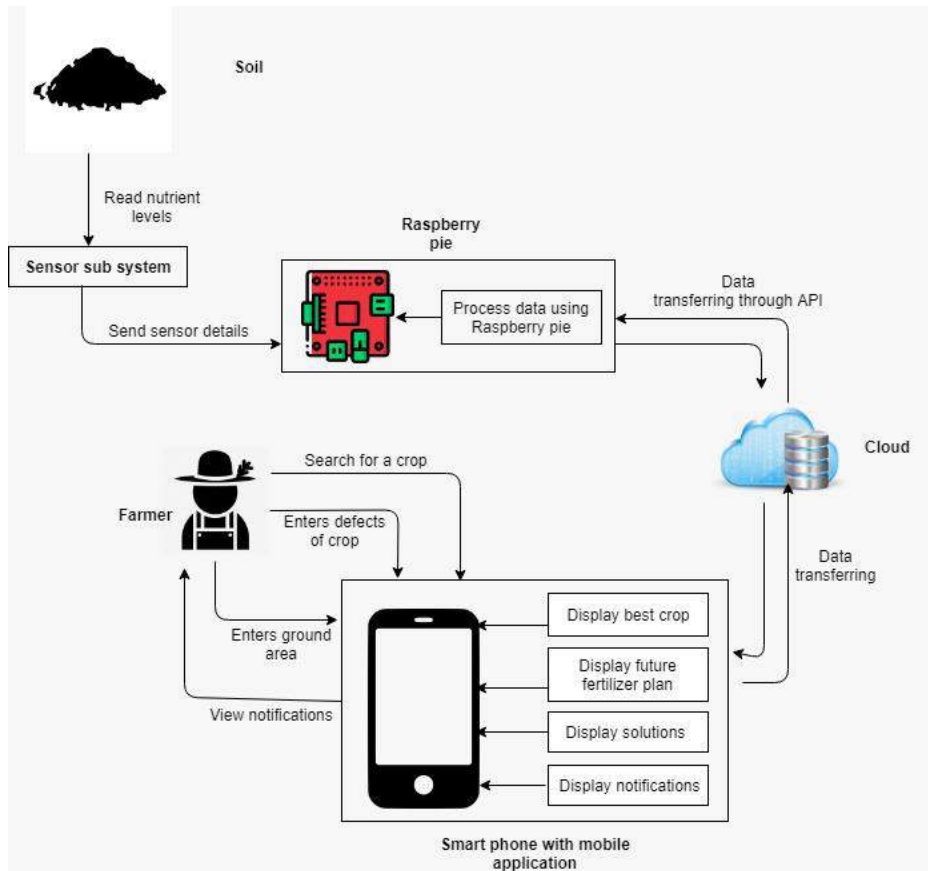 Soil
Read nutrient
levels
Sensor sub system
Send sensor details
Raspberry
pie
Process data using
Raspberry pie
Data
transferring through API
Cloud
Data
transferring
Farmer
Search for a crop
Enters defects
of crop
Enters ground
area
View notifications
Display best crop
Display future
fertilizer plan
Display solutions
Display notifications
Smart phone with mobile
application